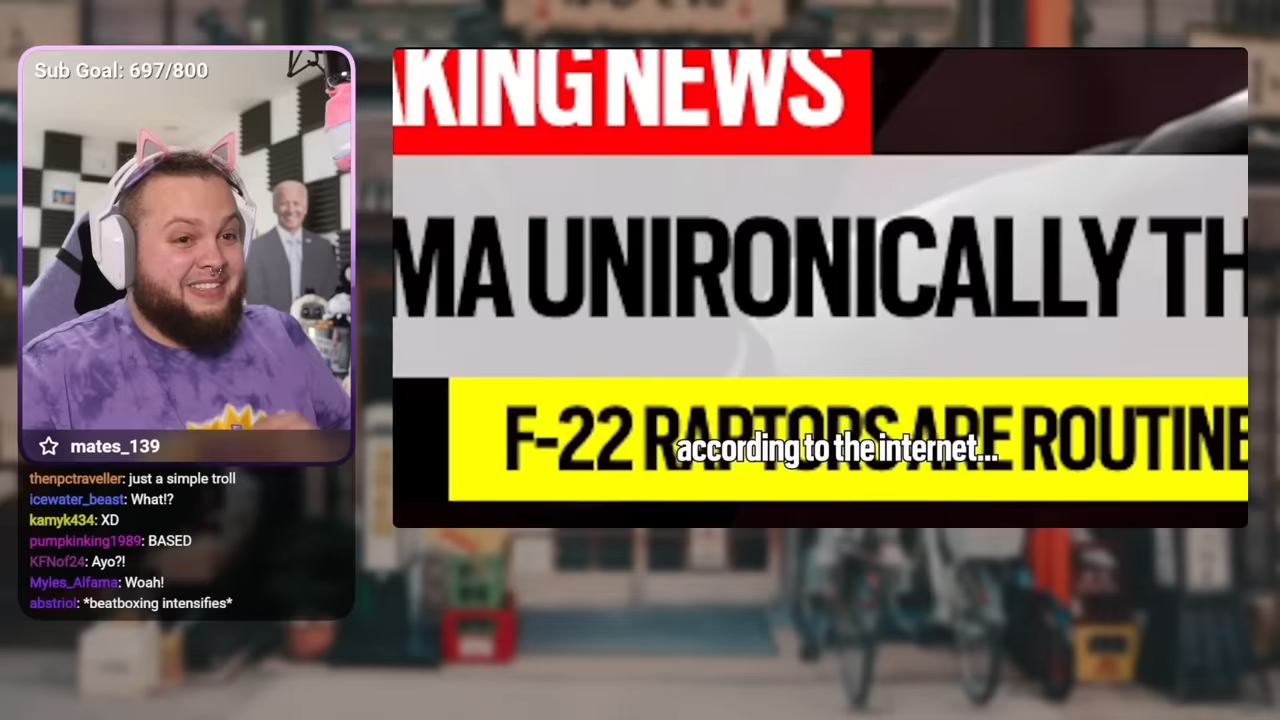 Sub Goal: 697/800
mates_139
thenpctraveller: just a simple troll
icewater_beast: What!?
kamyk434: XD
pumpkinking1989: BASED
KFNof24: Ayo?!
Myles_Alfama: Woah!
abstriol: *beatboxing intensifies*
AKING NEWS
MA UNIRONICALLY TH
F-22 RAPTORS ARE ROUTINE
according to the internet...